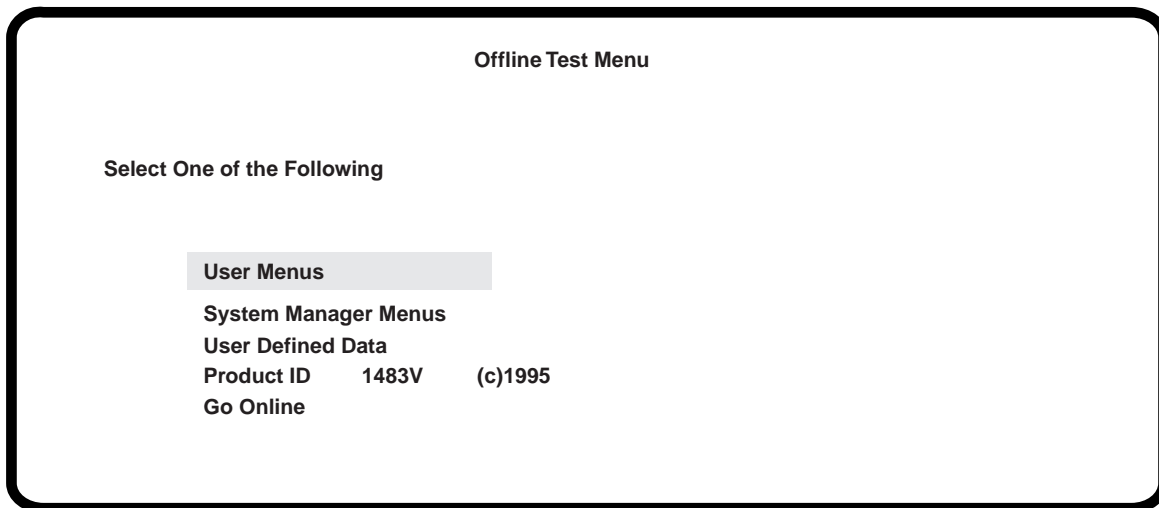 Offline Test Menu
Select One of the Following
User Menus
System Manager Menus
User Defined Data
Product ID 1483V (c)1995
Go Online